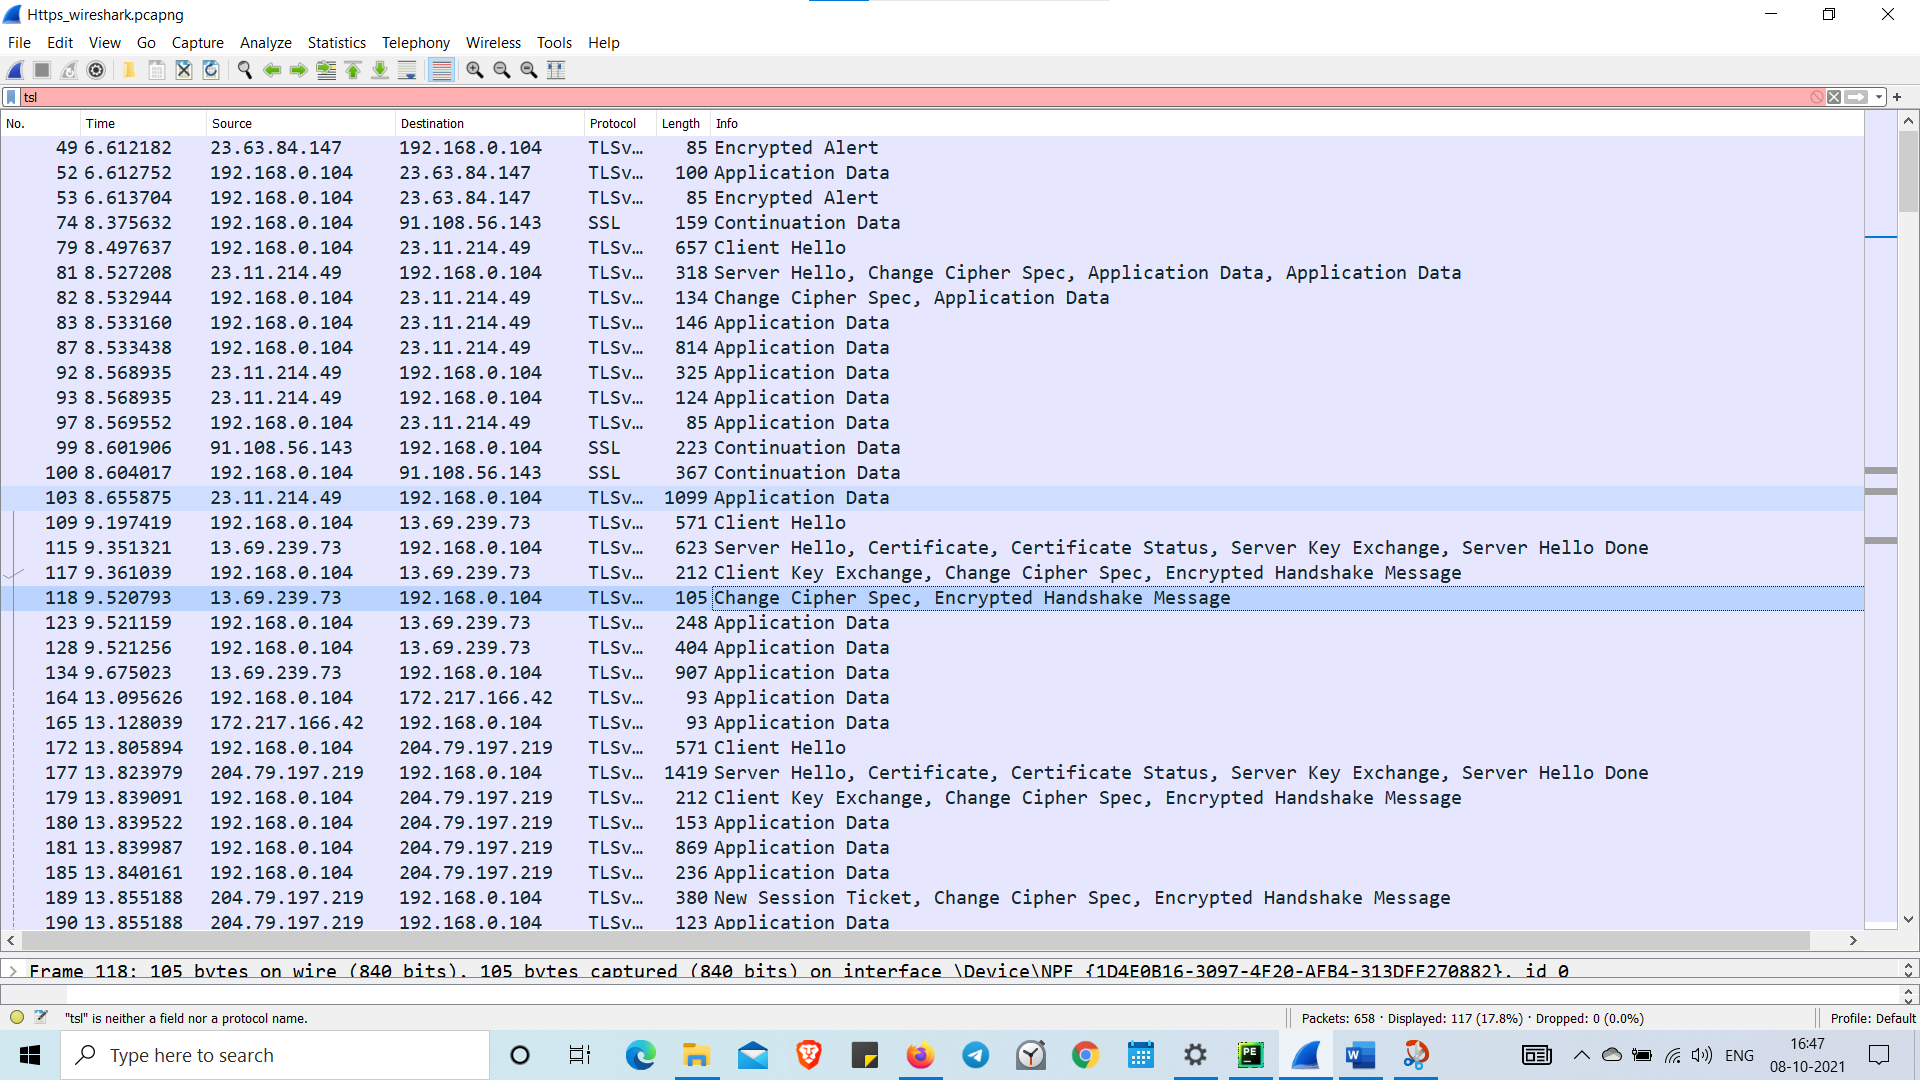 Https_wireshark.pcapng
File Edit View Go Capture Analyze Statistics Telephony Wireless Tools Help
tsl
No. Time Source Destination Protocol Length Info
49 6.612182 23.63.84.147 192.168.0.104 TLSv… 85 Encrypted Alert
52 6.612752 192.168.0.104 23.63.84.147 TLSv… 100 Application Data
53 6.613704 192.168.0.104 23.63.84.147 TLSv… 85 Encrypted Alert
74 8.375632 192.168.0.104 91.108.56.143 SSL 159 Continuation Data
79 8.497637 192.168.0.104 23.11.214.49 TLSv… 657 Client Hello
81 8.527208 23.11.214.49 192.168.0.104 TLSv… 318 Server Hello, Change Cipher Spec, Application Data, Application Data
82 8.532944 192.168.0.104 23.11.214.49 TLSv… 134 Change Cipher Spec, Application Data
83 8.533160 192.168.0.104 23.11.214.49 TLSv… 146 Application Data
87 8.533438 192.168.0.104 23.11.214.49 TLSv… 814 Application Data
92 8.568935 23.11.214.49 192.168.0.104 TLSv… 325 Application Data
93 8.568935 23.11.214.49 192.168.0.104 TLSv… 124 Application Data
97 8.569552 192.168.0.104 23.11.214.49 TLSv… 85 Application Data
99 8.601906 91.108.56.143 192.168.0.104 SSL 223 Continuation Data
100 8.604017 192.168.0.104 91.108.56.143 SSL 367 Continuation Data
103 8.655875 23.11.214.49 192.168.0.104 TLSv… 1099 Application Data
109 9.197419 192.168.0.104 13.69.239.73 TLSv… 571 Client Hello
115 9.351321 13.69.239.73 192.168.0.104 TLSv… 623 Server Hello, Certificate, Certificate Status, Server Key Exchange, Server Hello Done
117 9.361039 192.168.0.104 13.69.239.73 TLSv… 212 Client Key Exchange, Change Cipher Spec, Encrypted Handshake Message
118 9.520793 13.69.239.73 192.168.0.104 TLSv… 105 Change Cipher Spec, Encrypted Handshake Message
123 9.521159 192.168.0.104 13.69.239.73 TLSv… 248 Application Data
128 9.521256 192.168.0.104 13.69.239.73 TLSv… 404 Application Data
134 9.675023 13.69.239.73 192.168.0.104 TLSv… 907 Application Data
164 13.095626 192.168.0.104 172.217.166.42 TLSv… 93 Application Data
165 13.128039 172.217.166.42 192.168.0.104 TLSv… 93 Application Data
172 13.805894 192.168.0.104 204.79.197.219 TLSv… 571 Client Hello
177 13.823979 204.79.197.219 192.168.0.104 TLSv… 1419 Server Hello, Certificate, Certificate Status, Server Key Exchange, Server Hello Done
179 13.839091 192.168.0.104 204.79.197.219 TLSv… 212 Client Key Exchange, Change Cipher Spec, Encrypted Handshake Message
180 13.839522 192.168.0.104 204.79.197.219 TLSv… 153 Application Data
181 13.839987 192.168.0.104 204.79.197.219 TLSv… 869 Application Data
185 13.840161 192.168.0.104 204.79.197.219 TLSv… 236 Application Data
189 13.855188 204.79.197.219 192.168.0.104 TLSv… 380 New Session Ticket, Change Cipher Spec, Encrypted Handshake Message
190 13.855188 204.79.197.219 192.168.0.104 TLSv… 123 Application Data
Frame 118: 105 bytes on wire (840 bits), 105 bytes captured (840 bits) on interface \Device\NPF_{1D4E0B16-3097-4F20-AFB4-313DFF270882}, id 0
"tsl" is neither a field nor a protocol name. Packets: 658 · Displayed: 117 (17.8%) · Dropped: 0 (0.0%) Profile: Default
Type here to search PE W ENG 16:47
08-10-2021